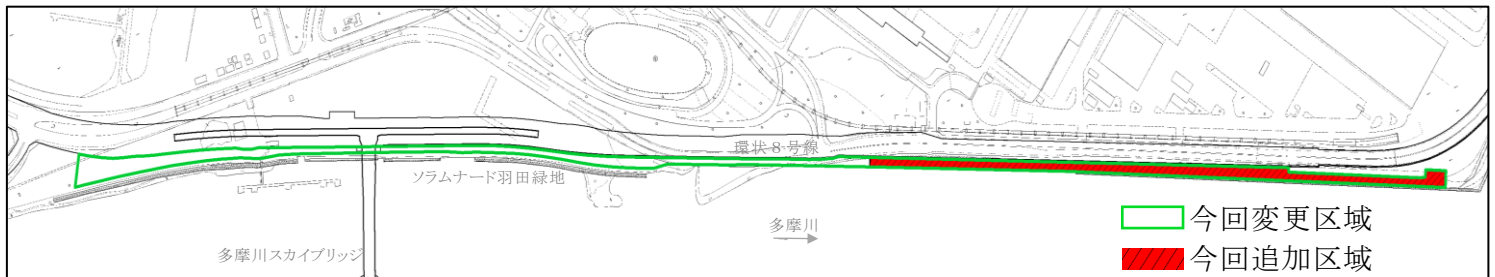 環状８号線
ソラムナード羽田緑地
多摩川
多摩川スカイブリッジ
今回変更区域
今回追加区域